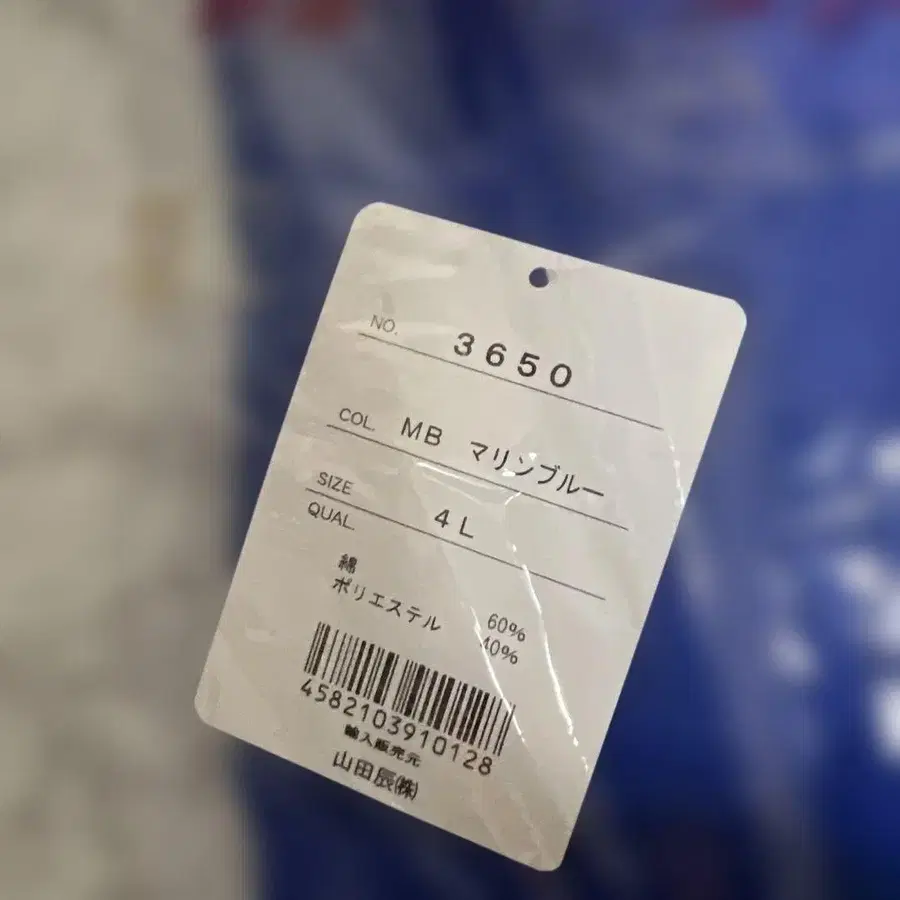 NO. 3650
COL. MB マリンブルー
SIZE 4L
QUAL.
綿 60%
ポリエステル 40%
4582103910128
輸入販売元
山田辰㈱